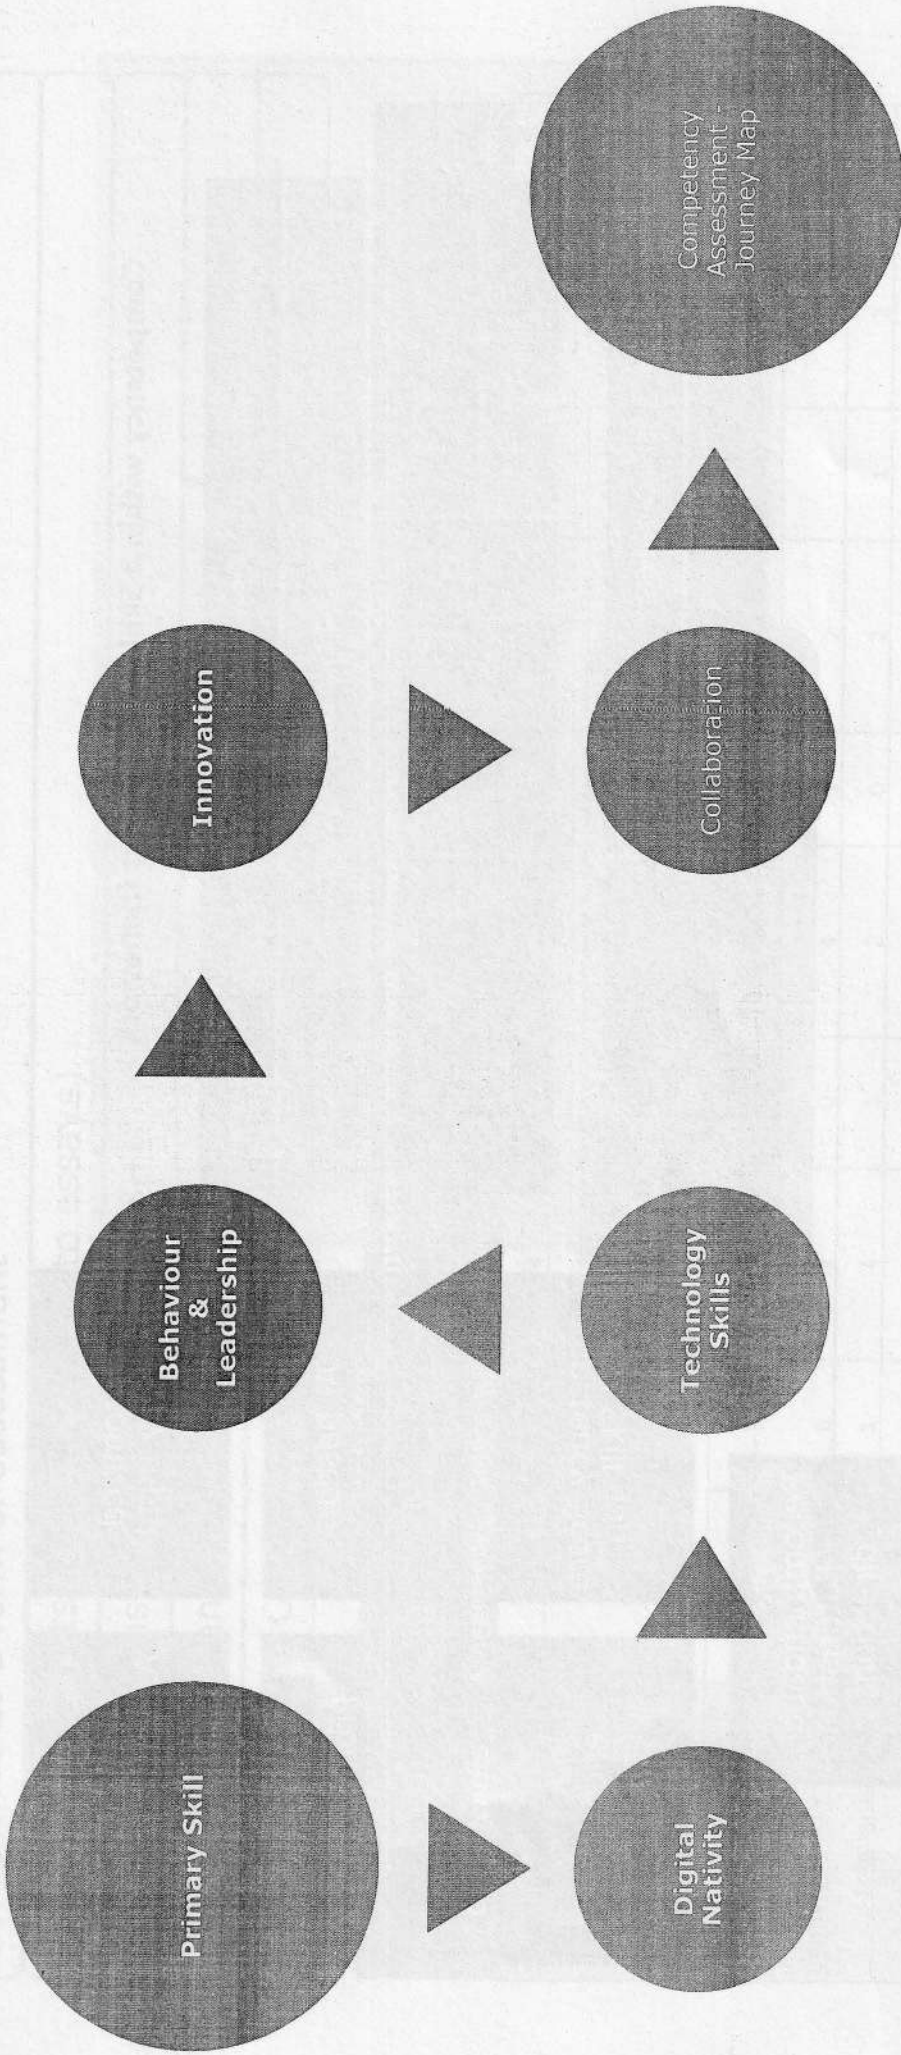 Primary Skill
Digital
Nativity
Technology
Skills
Behaviour
&
Leadership
Innovation
Collaboration
Competency
Assessment -
Journey Map